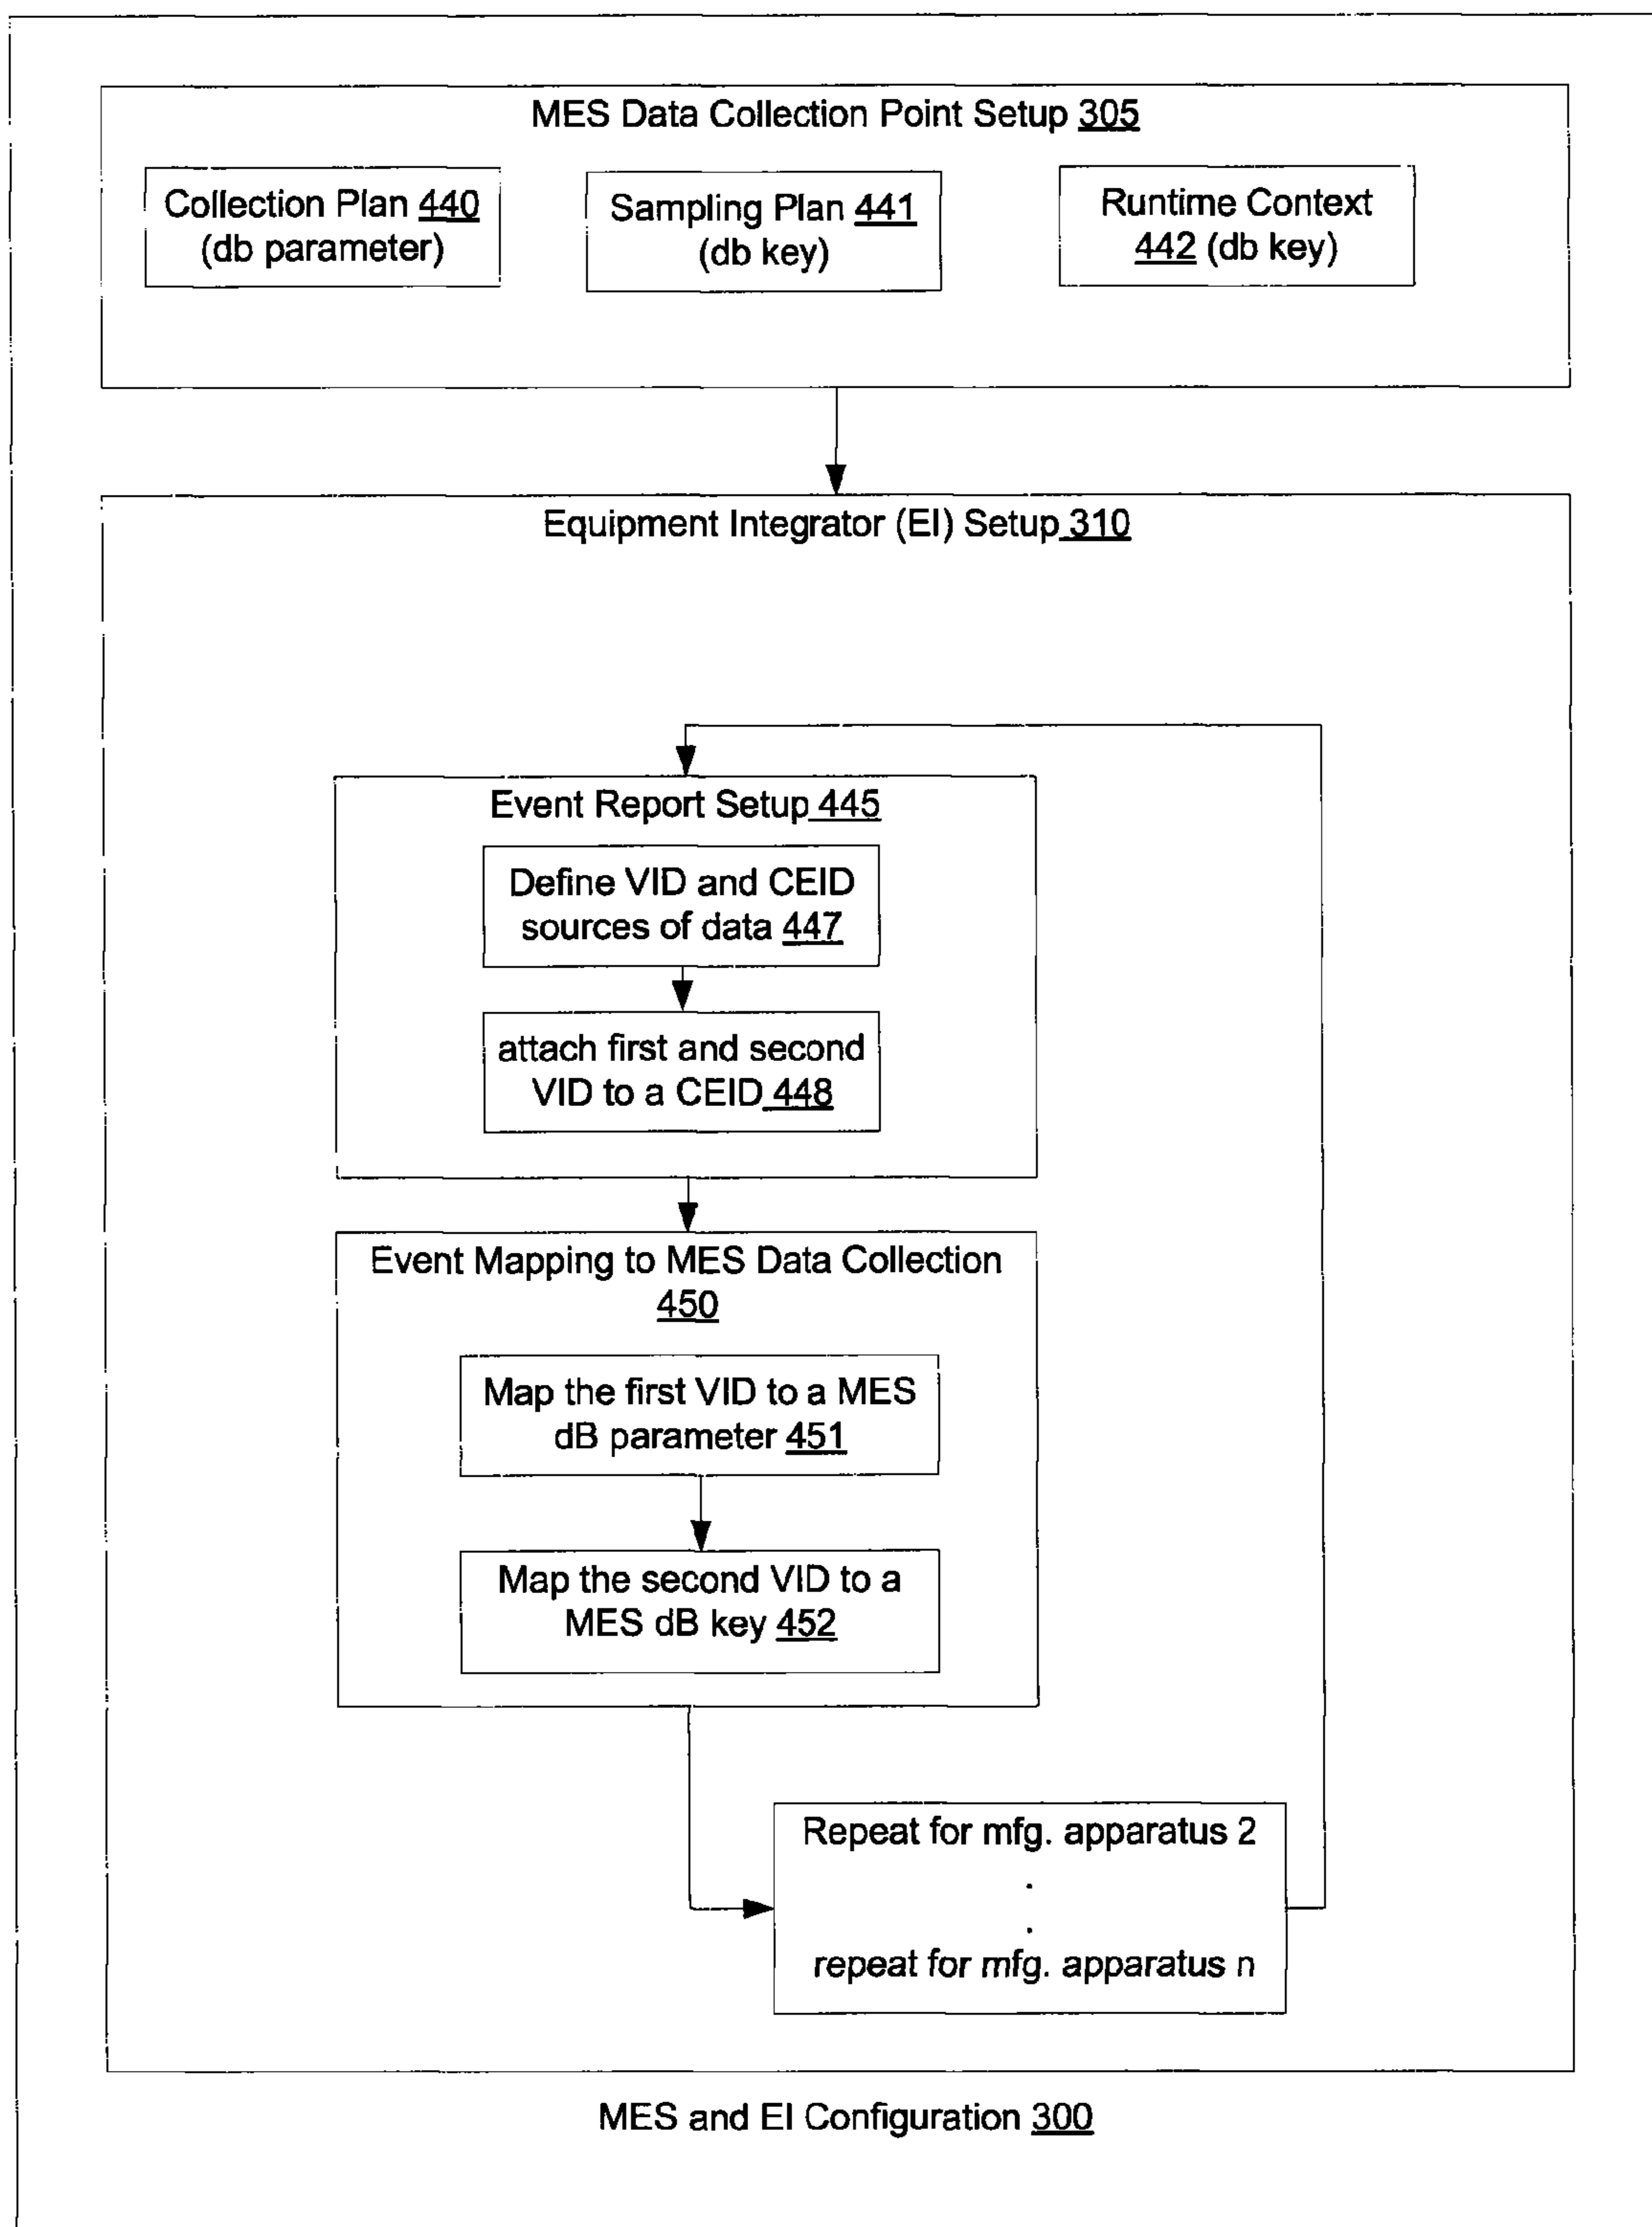 MES Data Collection Point Setup 305
Collection Plan 440
(db parameter)
Sampling Plan 441
(db key)
Runtime Context
442 (db key)
Equipment Integrator (EI) Setup 310
Event Report Setup 445
Define VID and CEID
sources of data 447
attach first and second
VID to a CEID 448
Event Mapping to MES Data Collection
450
Map the first VID to a MES
dB parameter 451
Map the second VID to a
MES dB key 452
Repeat for mfg. apparatus 2
.
.
repeat for mfg. apparatus n
MES and EI Configuration 300